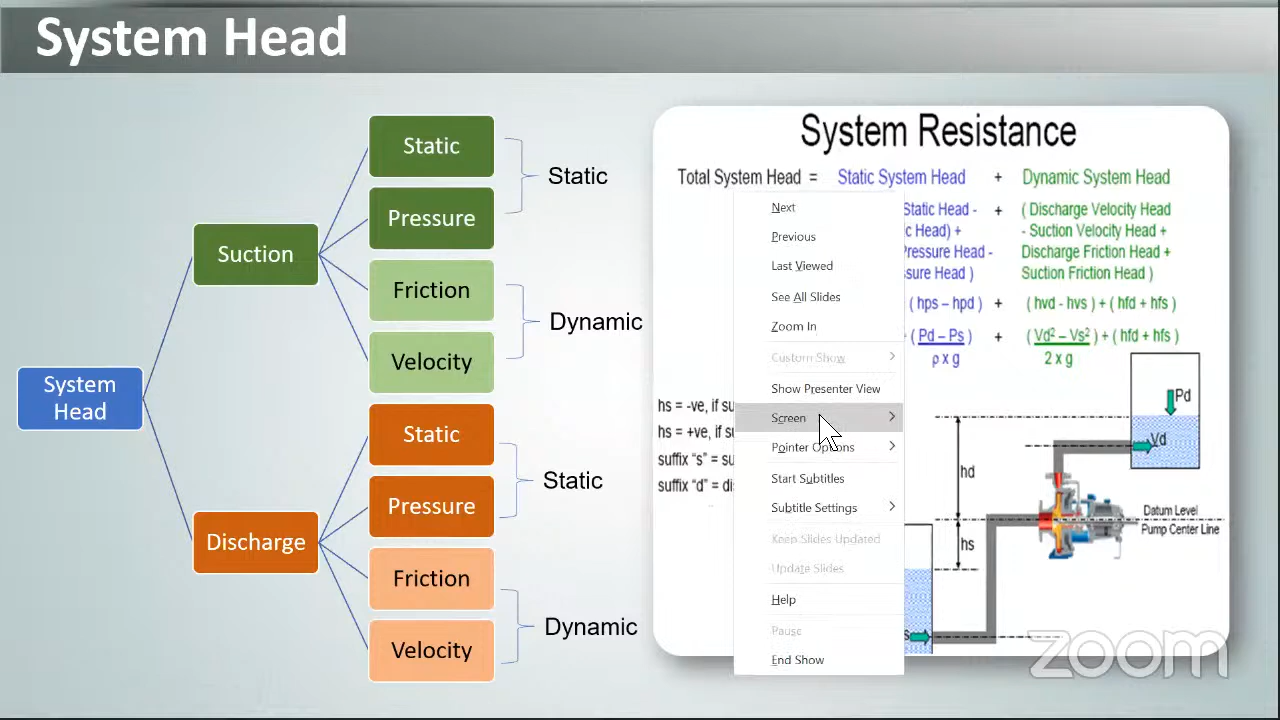 System Head
System
Head
Suction
Discharge
Static
Pressure
Friction
Velocity
Static
Pressure
Friction
Velocity
Static
Dynamic
Static
Dynamic
System Resistance
Total System Head = Static System Head + Dynamic System Head
Static Head - + ( Discharge Velocity Head
c Head) + - Suction Velocity Head +
Pressure Head - Discharge Friction Head +
sure Head ) Suction Friction Head )
( hps – hpd ) + ( hvd - hvs ) + ( hfd + hfs )
( Pd – Ps ) + ( Vd² – Vs² ) + ( hfd + hfs )
ρ x g 2 x g
hs = -ve, if su
hs = +ve, if su
suffix “s” = su
suffix “d” = di
Next
Previous
Last Viewed
See All Slides
Zoom In
Custom Show
Show Presenter View
Screen
Pointer Options
Start Subtitles
Subtitle Settings
Keep Slides Updated
Update Slides
Help
Pause
End Show
Pd
Vd
hd
hs
Datum Level
Pump Center Line
s
zoom